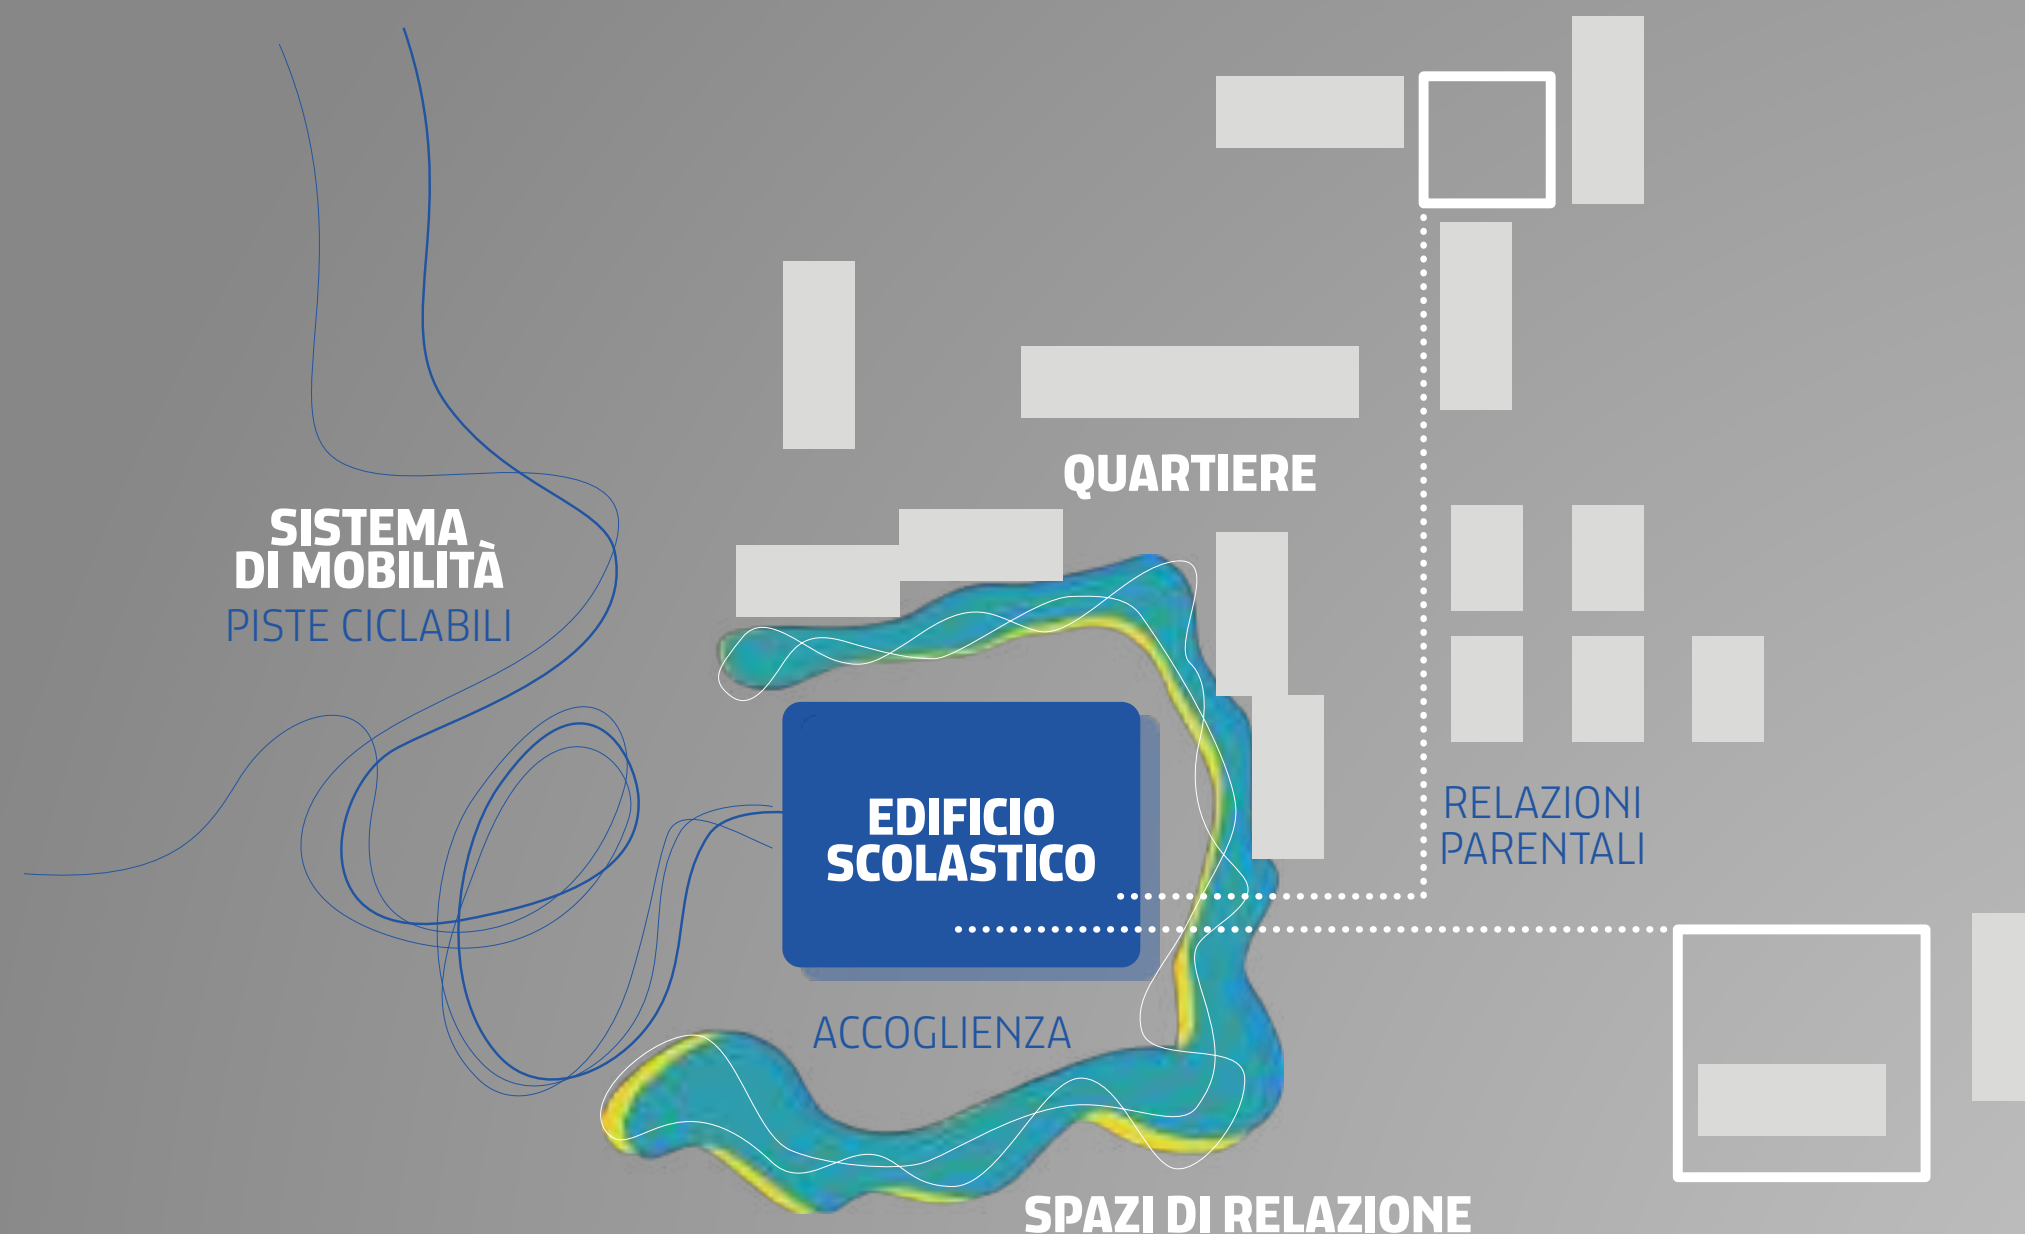 QUARTIERE
SISTEMA
DI MOBILITÀ
PISTE CICLABILI
EDIFICIO
SCOLASTICO
RELAZIONI
PARENTALI
ACCOGLIENZA
SPAZI DI RELAZIONE